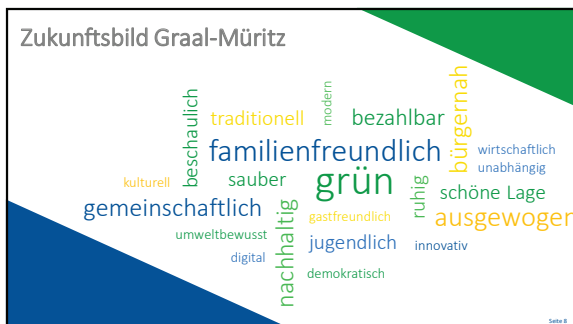 Zukunftsbild Graal-Müritz
beschaulich
traditionell
modern
bezahlbar
bürgernah
familienfreundlich
wirtschaftlich
unabhängig
kulturell
sauber
grün
ruhig
schöne Lage
gemeinschaftlich
nachhaltig
gastfreundlich
ausgewogen
umweltbewusst
jugendlich
innovativ
digital
demokratisch
Seite 8